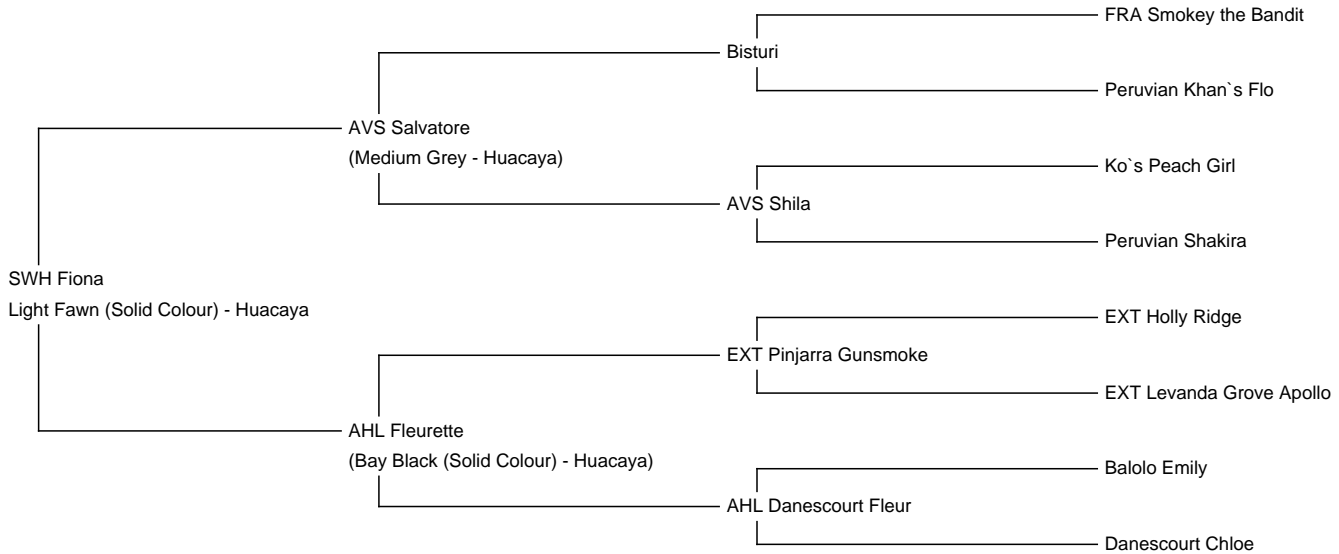 FRA Smokey the Bandit
Bisturi
Peruvian Khan`s Flo
AVS Salvatore
(Medium Grey - Huacaya)
Ko`s Peach Girl
AVS Shila
Peruvian Shakira
SWH Fiona
Light Fawn (Solid Colour) - Huacaya
EXT Holly Ridge
EXT Pinjarra Gunsmoke
EXT Levanda Grove Apollo
AHL Fleurette
(Bay Black (Solid Colour) - Huacaya)
Balolo Emily
AHL Danescourt Fleur
Danescourt Chloe